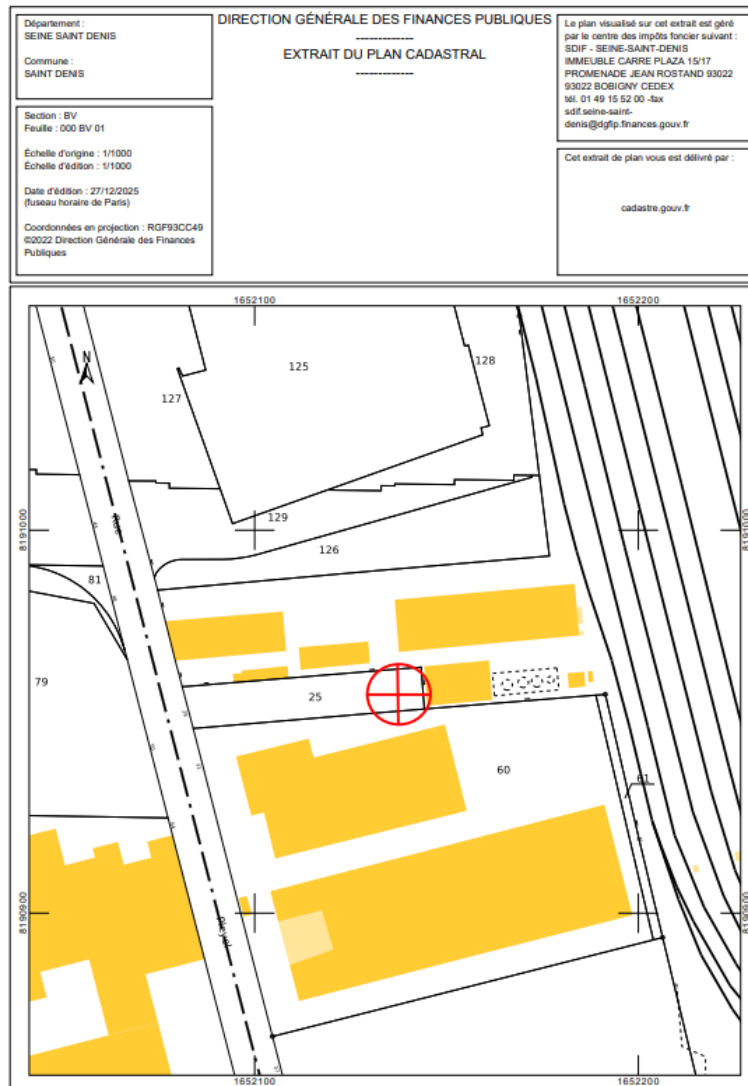 Département :
SEINE SAINT DENIS
Commune :
SAINT DENIS
Section : BV
Feuille : 000 BV 01
Échelle d'origine : 1/1000
Échelle d'édition : 1/1000
Date d'édition : 27/12/2025
(fuseau horaire de Paris)
Coordonnées en projection : RGF93CC49
©2022 Direction Générale des Finances
Publiques
DIRECTION GÉNÉRALE DES FINANCES PUBLIQUES
-------------
EXTRAIT DU PLAN CADASTRAL
-------------
Le plan visualisé sur cet extrait est géré
par le centre des impôts foncier suivant :
SDIF - SEINE-SAINT-DENIS
IMMEUBLE CARRE PLAZA 15/17
PROMENADE JEAN ROSTAND 93022
93022 BOBIGNY CEDEX
tél. 01 49 15 52 00 -fax
sdif.seine-saint-
denis@dgfip.finances.gouv.fr
Cet extrait de plan vous est délivré par :
cadastre.gouv.fr
1652100
1652200
N
125
128
127
8191000
8191000
Rue
129
126
81
79
25
60
61
8190900
8190900
Pleyel
1652100
1652200